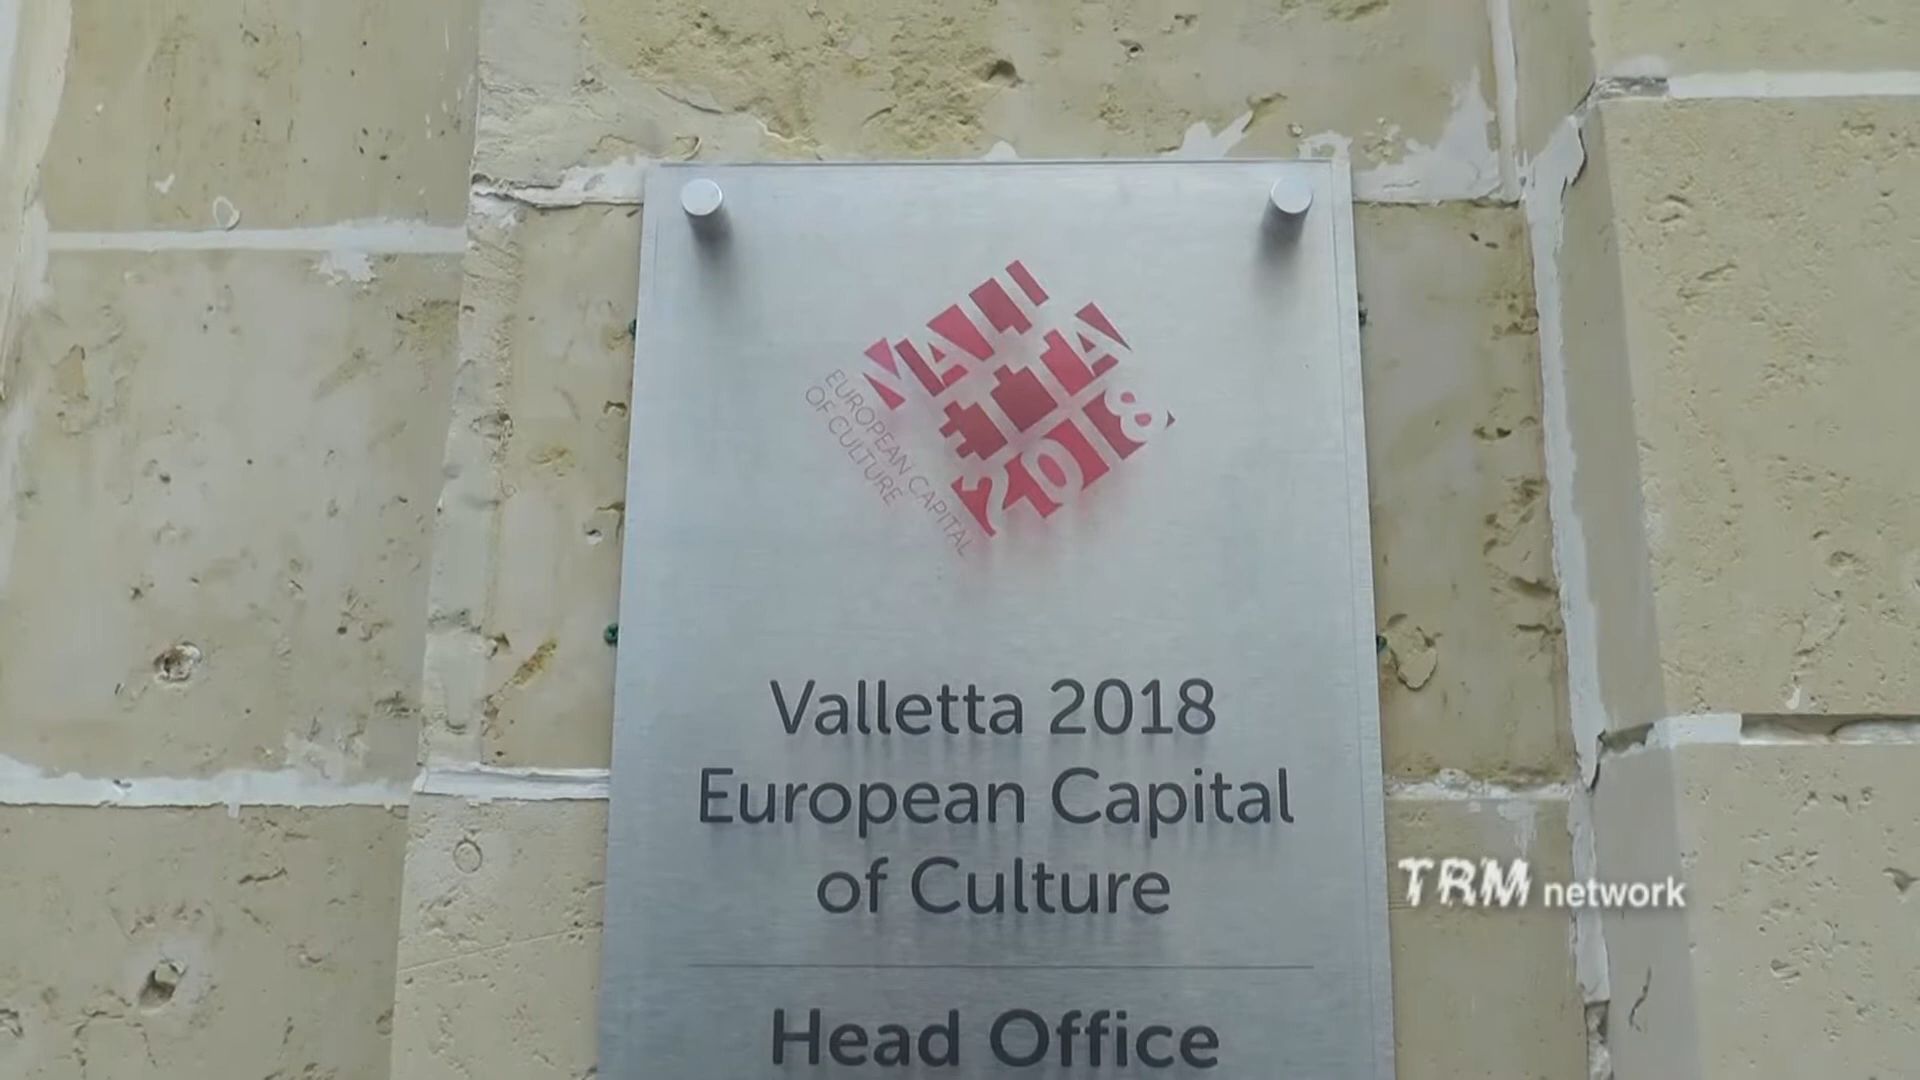 VALLETTA 2018
EUROPEAN CAPITAL
OF CULTURE
Valletta 2018
European Capital
of Culture
Head Office
TRM network